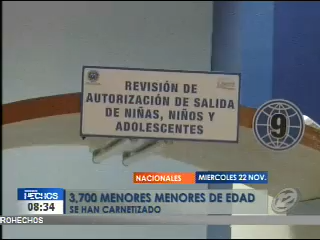 REVISIÓN DE
AUTORIZACIÓN DE SALIDA
DE NIÑAS, NIÑOS Y
ADOLESCENTES
9
NACIONALES
MIERCOLES 22 NOV.
HECHOS
08:34
3,700 MENORES MENORES DE EDAD
SE HAN CARNETIZADO
12
ROHECHOS